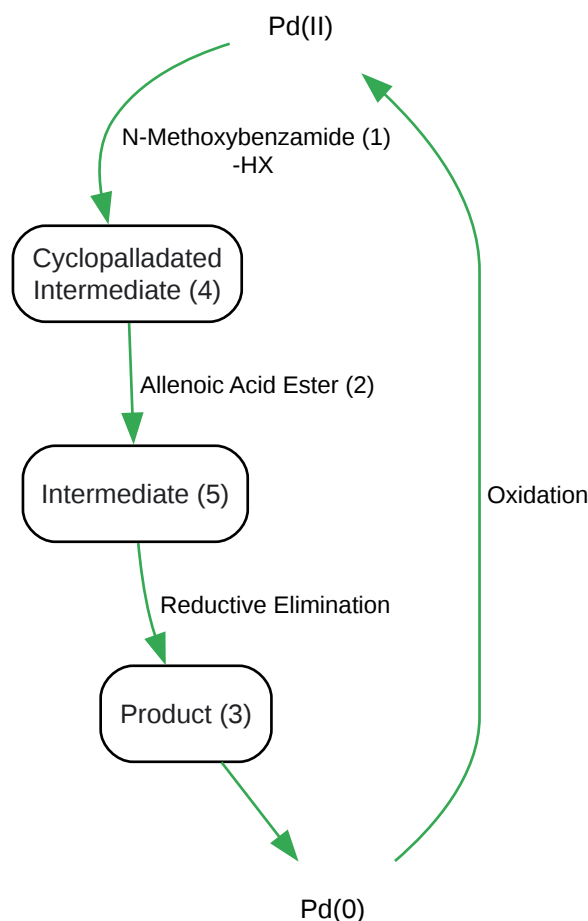 Pd(II)
N-Methoxybenzamide (1)
-HX
Cyclopalladated
Intermediate (4)
Allenoic Acid Ester (2)
Intermediate (5)
Oxidation
Reductive Elimination
Product (3)
Pd(0)